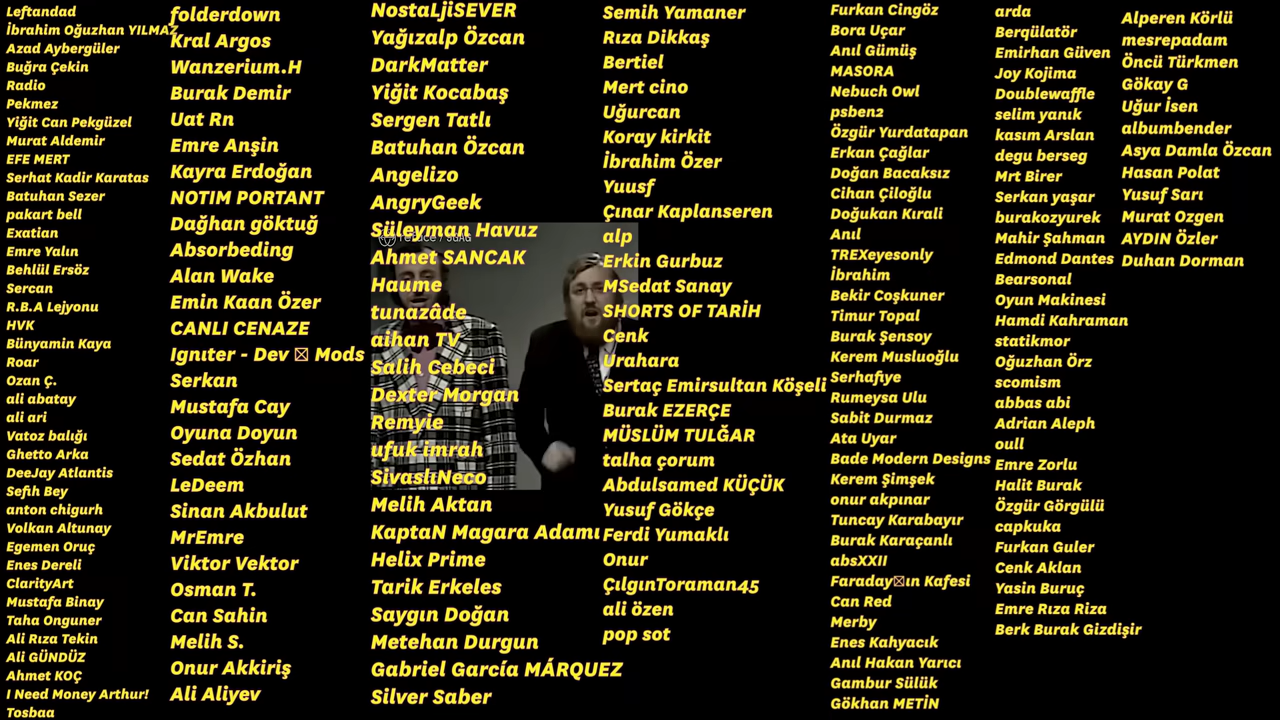 Leftandad
İbrahim Oğuzhan YILMAZ
Azad Aybergüler
Buğra Çekin
Radio
Pekmez
Yiğit Can Pekgüzel
Murat Aldemir
EFE MERT
Serhat Kadir Karatas
Batuhan Sezer
pakart bell
Exatian
Emre Yalın
Behlül Ersöz
Sercan
R.B.A Lejyonu
HVK
Bünyamin Kaya
Roar
Ozan Ç.
ali abatay
ali ari
Vatoz balığı
Ghetto Arka
DeeJay Atlantis
Sefih Bey
anton chigurh
Volkan Altunay
Egemen Oruç
Enes Dereli
ClarityArt
Mustafa Binay
Taha Onguner
Ali Rıza Tekin
Ali GÜNDÜZ
Ahmet KOÇ
I Need Money Arthur!
Tosbaa
folderdown
Kral Argos
Wanzerium.H
Burak Demir
Uat Rn
Emre Anşin
Kayra Erdoğan
NOTIM PORTANT
Dağhan göktuğ
Absorbeding
Alan Wake
Emin Kaan Özer
CANLI CENAZE
Ignıter - Dev Mods
Serkan
Mustafa Cay
Oyuna Doyun
Sedat Özhan
LeDeem
Sinan Akbulut
MrEmre
Viktor Vektor
Osman T.
Can Sahin
Melih S.
Onur Akkiriş
Ali Aliyev
NostaLjiSEVER
Yağızalp Özcan
DarkMatter
Yiğit Kocabaş
Sergen Tatlı
Batuhan Özcan
Angelizo
AngryGeek
Süleyman Havuz
Ahmet SANCAK
Haume
tunazâde
aihan TV
Salih Cebeci
Dexter Morgan
Remyie
ufuk imrah
SivaslıNeco
Melih Aktan
KaptaN Magara Adamı
Helix Prime
Tarik Erkeles
Saygın Doğan
Metehan Durgun
Gabriel García MÁRQUEZ
Silver Saber
Semih Yamaner
Rıza Dikkaş
Bertiel
Mert cino
Uğurcan
Koray kirkit
İbrahim Özer
Yuusf
Çınar Kaplanseren
alp
Erkin Gurbuz
MSedat Sanay
SHORTS OF TARİH
Cenk
Urahara
Sertaç Emirsultan Köşeli
Burak EZERÇE
MÜSLÜM TULĞAR
talha çorum
Abdulsamed KÜÇÜK
Yusuf Gökçe
Ferdi Yumaklı
Onur
ÇılgınToraman45
ali özen
pop sot
Furkan Cingöz
Bora Uçar
Anıl Gümüş
MASORA
Nebuch Owl
psben2
Özgür Yurdatapan
Erkan Çağlar
Doğan Bacaksız
Cihan Çiloğlu
Doğukan Kırali
Anıl
TREXeyesonly
İbrahim
Bekir Coşkuner
Timur Topal
Burak Şensoy
Kerem Musluoğlu
Serhafiye
Rumeysa Ulu
Sabit Durmaz
Ata Uyar
Bade Modern Designs
Kerem Şimşek
onur akpınar
Tuncay Karabayır
Burak Karaçanlı
absXXII
Faradayın Kafesi
Can Red
Merby
Enes Kahyacık
Anıl Hakan Yarıcı
Gambur Sülük
Gökhan METİN
arda
Berqülatör
Emirhan Güven
Joy Kojima
Doublewaffle
selim yanık
kasım Arslan
degu berseg
Mrt Birer
Serkan yaşar
burakozyurek
Mahir Şahman
Edmond Dantes
Bearsonal
Oyun Makinesi
Hamdi Kahraman
statikmor
Oğuzhan Örz
scomism
abbas abi
Adrian Aleph
oull
Emre Zorlu
Halit Burak
Özgür Görgülü
capkuka
Furkan Guler
Cenk Aklan
Yasin Buruç
Emre Rıza Riza
Berk Burak Gizdişir
Alperen Körlü
mesrepadam
Öncü Türkmen
Gökay G
Uğur İsen
albumbender
Asya Damla Özcan
Hasan Polat
Yusuf Sarı
Murat Ozgen
AYDIN Özler
Duhan Dorman